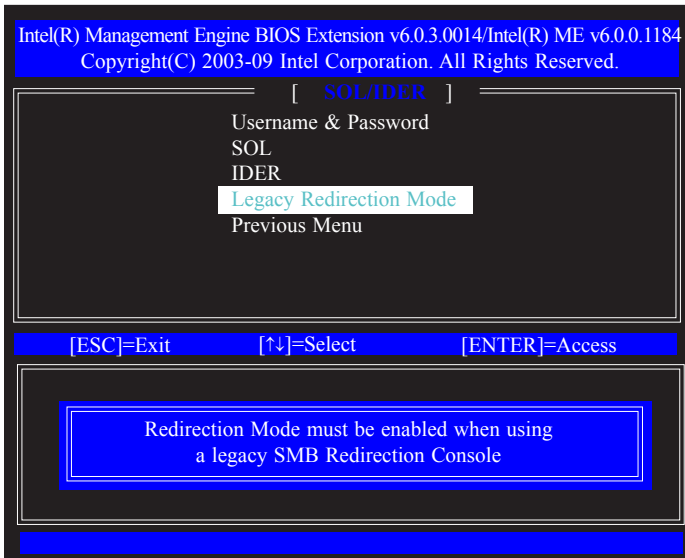 Intel(R) Management Engine BIOS Extension v6.0.3.0014/Intel(R) ME v6.0.0.1184
Copyright(C) 2003-09 Intel Corporation. All Rights Reserved.
[ SOL/IDER ]
Username & Password
SOL
IDER
Legacy Redirection Mode
Previous Menu
[ESC]=Exit [↑↓]=Select [ENTER]=Access
Redirection Mode must be enabled when using
a legacy SMB Redirection Console